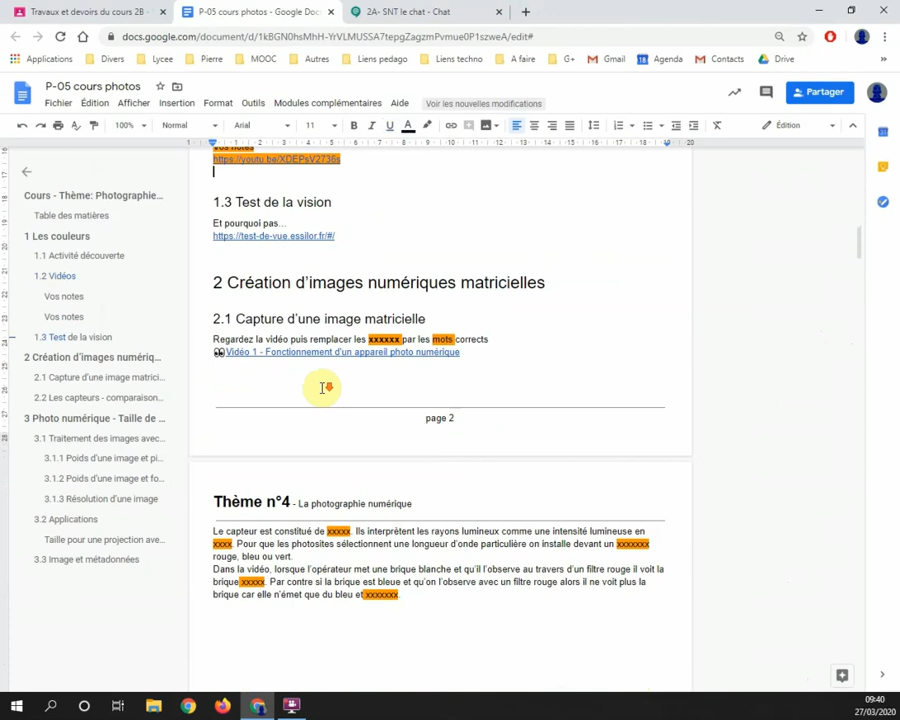 Travaux et devoirs du cours 2B -
P-05 cours photos - Google Doc
2A- SNT le chat - Chat
docs.google.com/document/d/1kBGN0hsMhH-YrVLMUSSA7tepgZagzmPvmue0P1szweA/edit#
Applications
Divers
Lycee
Pierre
MOOC
Autres
Liens pedago
Liens techno
A faire
G+
Gmail
Agenda
Contacts
Drive
P-05 cours photos
Partager
Fichier Édition Affichage Insertion Format Outils Modules complémentaires Aide
Voir les nouvelles modifications
100%
Normal
Arial
11
Édition
Cours - Thème: Photographie...
Table des matières
1 Les couleurs
1.1 Activité découverte
1.2 Vidéos
Vos notes
Vos notes
1.3 Test de la vision
2 Création d'images numériq...
2.1 Capture d'une image matrici...
2.2 Les capteurs - comparaison...
3 Photo numérique - Taille de ...
3.1 Traitement des images avec...
3.1.1 Poids d'une image et pi...
3.1.2 Poids d'une image et fo...
3.1.3 Résolution d'une image
3.2 Applications
Taille pour une projection ave...
3.3 Image et métadonnées
Vos notes
https://youtu.be/XDEPsV2736s
1.3 Test de la vision
Et pourquoi pas...
https://test-de-vue.essilor.fr/#/
2 Création d'images numériques matricielles
2.1 Capture d'une image matricielle
Regardez la vidéo puis remplacer les xxxxxx par les mots corrects
Vidéo 1 - Fonctionnement d'un appareil photo numérique
page 2
Thème n°4 - La photographie numérique
Le capteur est constitué de xxxxx. Ils interprètent les rayons lumineux comme une intensité lumineuse en
xxxx. Pour que les photosites sélectionnent une longueur d'onde particulière on installe devant un xxxxxxx
rouge, bleu ou vert.
Dans la vidéo, lorsque l'opérateur met une brique blanche et qu'il l'observe au travers d'un filtre rouge il voit la
brique xxxxx. Par contre si la brique est bleue et qu'on l'observe avec un filtre rouge alors il ne voit plus la
brique car elle n'émet que du bleu et xxxxxxx.
09:40
27/03/2020